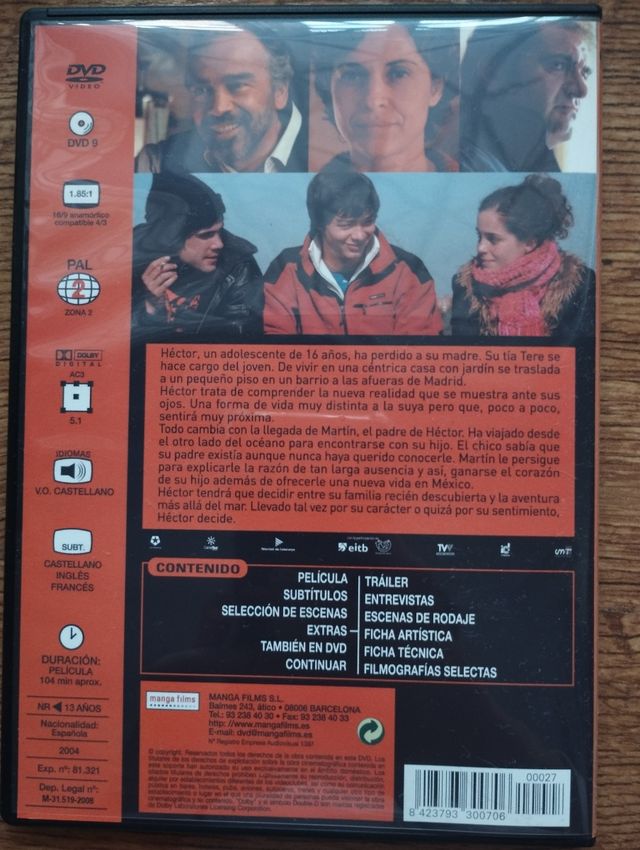 DVD
VIDEO
DVD 9
1.85:1
16/9 anamórfico
compatible 4/3
PAL
2
ZONA 2
DOLBY
DIGITAL
AC3
5.1
IDIOMAS
V.O. CASTELLANO
SUBT.
CASTELLANO
INGLÉS
FRANCÉS
DURACIÓN:
PELÍCULA
104 min aprox.
NR ◀ 13 AÑOS
Nacionalidad:
Española
2004
Exp. nº: 81.321
Dep. Legal nº:
M-31.519-2008
Héctor, un adolescente de 16 años, ha perdido a su madre. Su tía Tere se
hace cargo del joven. De vivir en una céntrica casa con jardín se traslada
a un pequeño piso en un barrio a las afueras de Madrid.
Héctor trata de comprender la nueva realidad que se muestra ante sus
ojos. Una forma de vida muy distinta a la suya pero que, poco a poco,
sentirá muy próxima.
Todo cambia con la llegada de Martín, el padre de Héctor. Ha viajado desde
el otro lado del océano para encontrarse con su hijo. El chico sabía que
su padre existía aunque nunca haya querido conocerle. Martín le persigue
para explicarle la razón de tan larga ausencia y así, ganarse el corazón
de su hijo además de ofrecerle una nueva vida en México.
Héctor tendrá que decidir entre su familia recién descubierta y la aventura
más allá del mar. Llevado tal vez por su carácter o quizá por su sentimiento,
Héctor decide.
eitb
TVV
CONTENIDO
PELÍCULA
SUBTÍTULOS
SELECCIÓN DE ESCENAS
EXTRAS
TAMBIÉN EN DVD
CONTINUAR
TRÁILER
ENTREVISTAS
ESCENAS DE RODAJE
FICHA ARTÍSTICA
FICHA TÉCNICA
FILMOGRAFÍAS SELECTAS
manga films
MANGA FILMS S.L.
Balmes 243, ático • 08006 BARCELONA
Tel.: 93 238 40 30 • Fax: 93 238 40 33
http: //www.mangafilms.es
E-mail: dvd@mangafilms.es
Nº Registro Empresa Audiovisual 1381
00027
8 423793 300706